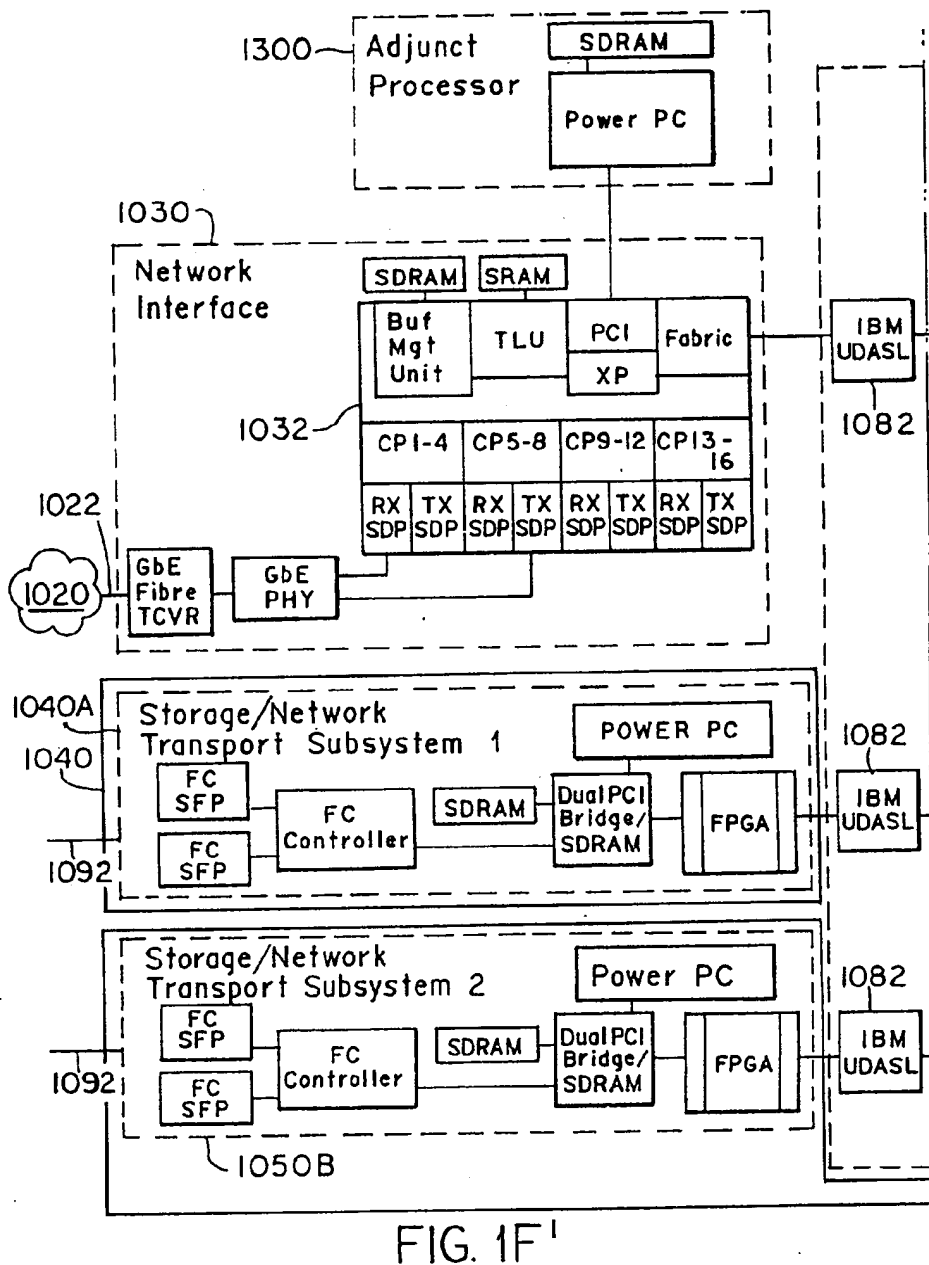 1300
Adjunct
Processor
SDRAM
Power PC
1030
Network
Interface
SDRAM
SRAM
Buf
Mgt
Unit
TLU
PCI
XP
Fabric
IBM
UDASL
1082
1032
CP1-4
CP5-8
CP9-12
CP13-
16
RX
SDP
TX
SDP
RX
SDP
TX
SDP
RX
SDP
TX
SDP
RX
SDP
TX
SDP
1022
1020
GbE
Fibre
TCVR
GbE
PHY
1040A
1040
Storage/Network
Transport Subsystem 1
POWER PC
1082
FC
SFP
FC
SFP
FC
Controller
SDRAM
Dual PCI
Bridge/
SDRAM
FPGA
IBM
UDASL
1092
Storage/Network
Transport Subsystem 2
Power PC
1082
FC
SFP
FC
SFP
FC
Controller
SDRAM
Dual PCI
Bridge/
SDRAM
FPGA
IBM
UDASL
1092
1050B
FIG. 1F'